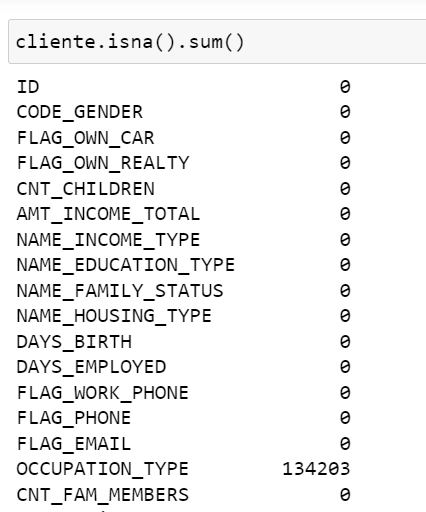 cliente.isna().sum()
ID 0
CODE_GENDER 0
FLAG_OWN_CAR 0
FLAG_OWN_REALTY 0
CNT_CHILDREN 0
AMT_INCOME_TOTAL 0
NAME_INCOME_TYPE 0
NAME_EDUCATION_TYPE 0
NAME_FAMILY_STATUS 0
NAME_HOUSING_TYPE 0
DAYS_BIRTH 0
DAYS_EMPLOYED 0
FLAG_WORK_PHONE 0
FLAG_PHONE 0
FLAG_EMAIL 0
OCCUPATION_TYPE 134203
CNT_FAM_MEMBERS 0